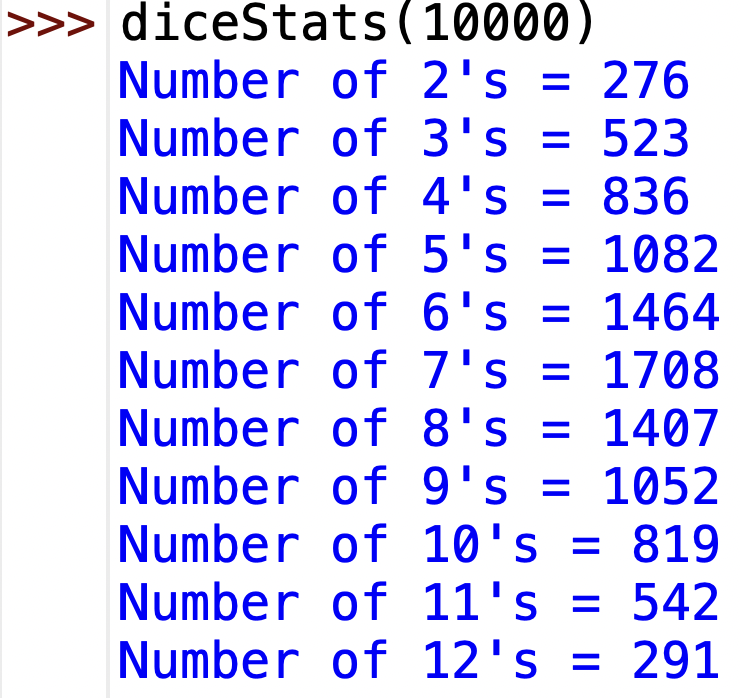 >>> diceStats(10000)
Number of 2's = 276
Number of 3's = 523
Number of 4's = 836
Number of 5's = 1082
Number of 6's = 1464
Number of 7's = 1708
Number of 8's = 1407
Number of 9's = 1052
Number of 10's = 819
Number of 11's = 542
Number of 12's = 291